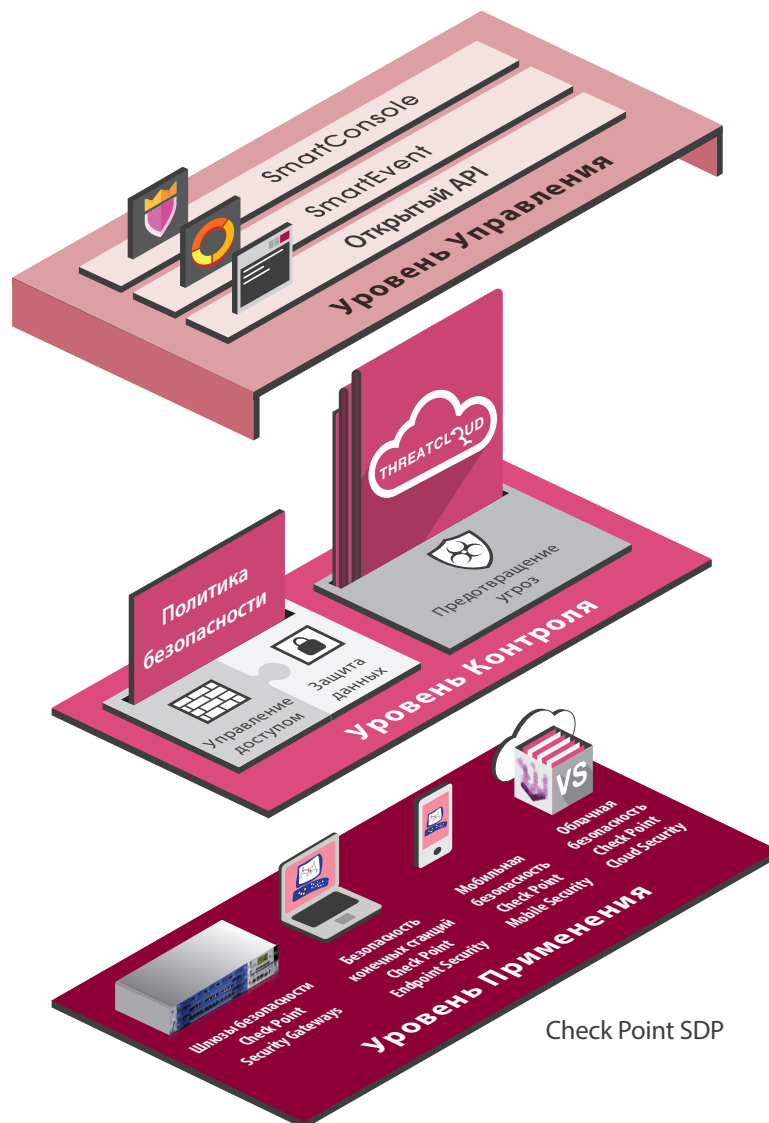 SmartConsole
SmartEvent
Открытый API
Уровень Управления
THREATCLOUD
Предотвращение
угроз
Политика
безопасности
Защита
данных
Управление
доступом
Уровень Контроля
VS
Облачная
безопасность
Check Point
Cloud Security
Мобильная
безопасность
Check Point
Mobile Security
Безопасность
конечных станций
Check Point
Endpoint Security
Шлюзы безопасности
Check Point
Security Gateways
Уровень Применения
Check Point SDP